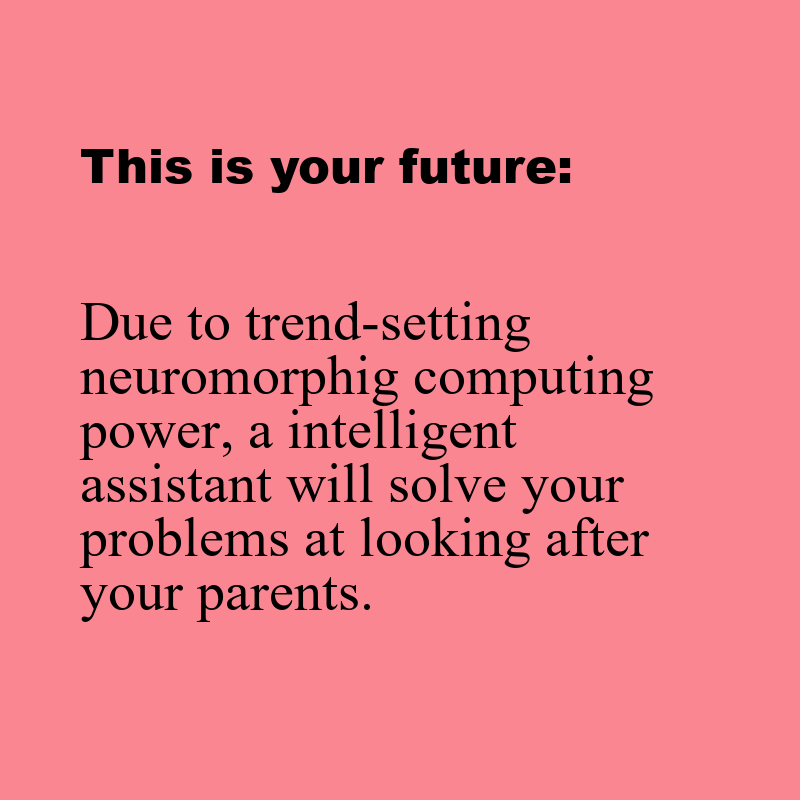 This is your future:
Due to trend-setting
neuromorphig computing
power, a intelligent
assistant will solve your
problems at looking after
your parents.